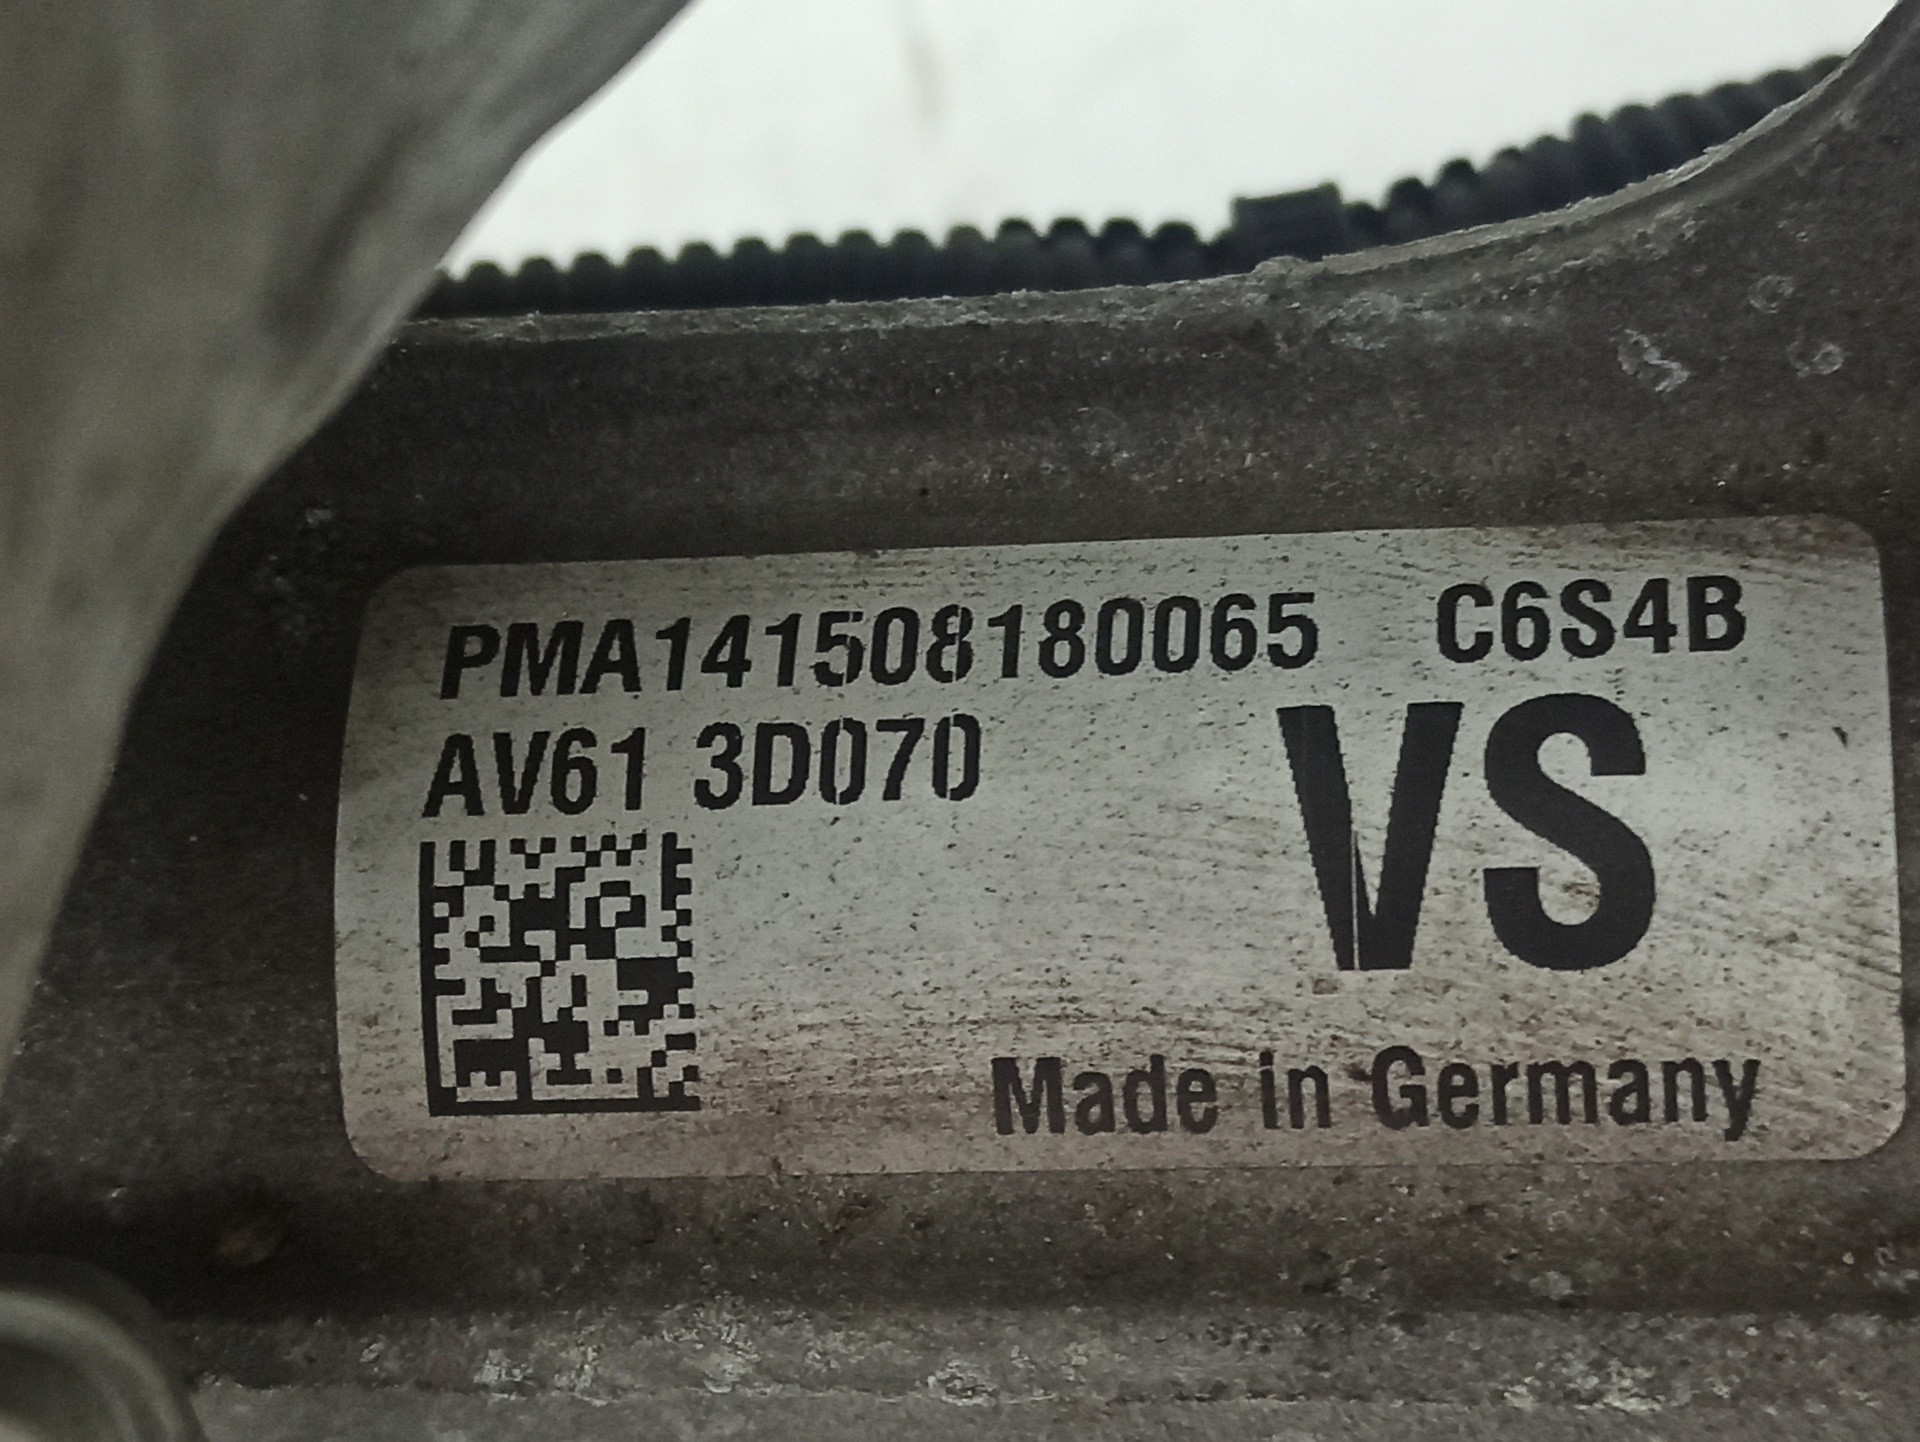 PMA141508180065 C6S4B
AV61 3D070
VS
Made in Germany